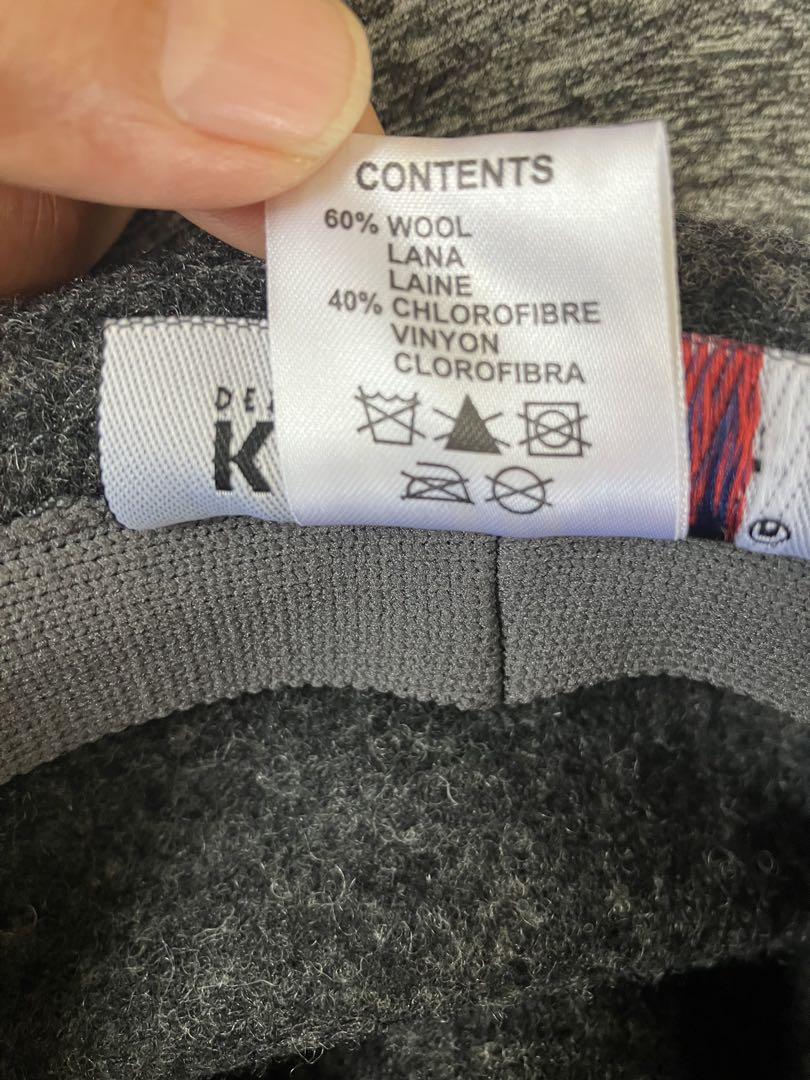 CONTENTS
60% WOOL
LANA
LAINE
40% CHLOROFIBRE
VINYON
CLOROFIBRA
®